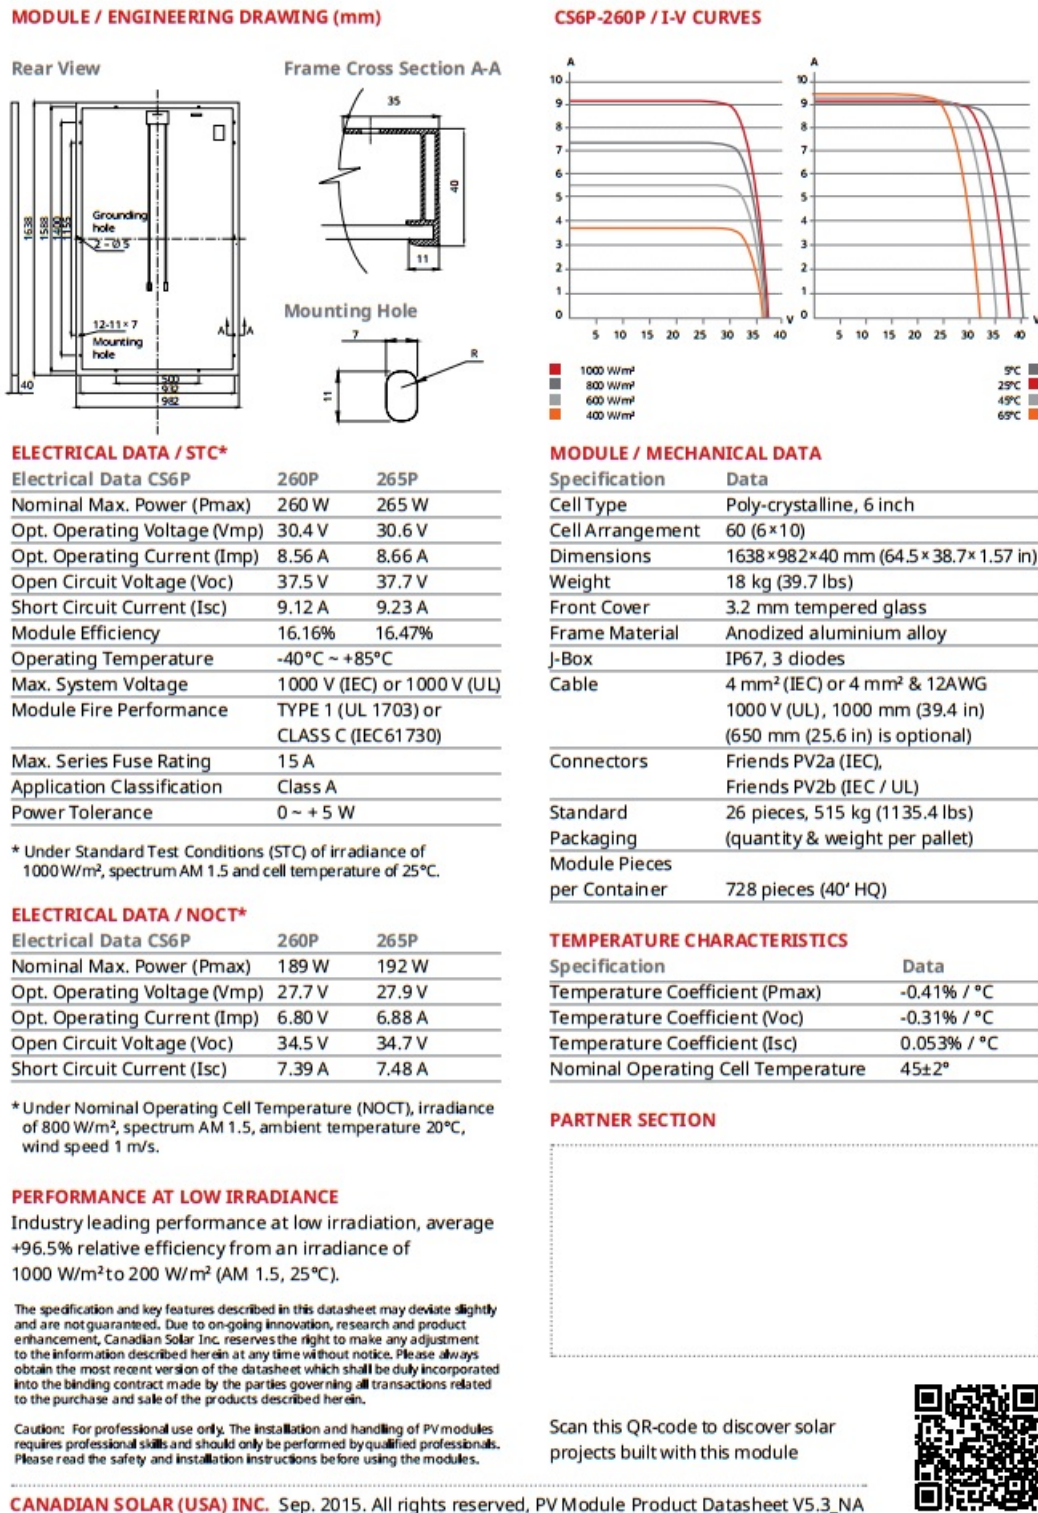 MODULE / ENGINEERING DRAWING (mm)
Rear View
Frame Cross Section A-A
35
40
11
Grounding
hole
2 - Ø 5
1638
1588
1400
1155
12-11×7
Mounting
hole
A
A
40
500
932
982
Mounting Hole
7
R
11
CS6P-260P / I-V CURVES
A
10
9
8
7
6
5
4
3
2
1
0
5 10 15 20 25 30 35 40
V
1000 W/m²
800 W/m²
600 W/m²
400 W/m²
A
10
9
8
7
6
5
4
3
2
1
0
5 10 15 20 25 30 35 40
5°C
25°C
45°C
65°C
ELECTRICAL DATA / STC*
Electrical Data CS6P 260P 265P
Nominal Max. Power (Pmax) 260 W 265 W
Opt. Operating Voltage (Vmp) 30.4 V 30.6 V
Opt. Operating Current (Imp) 8.56 A 8.66 A
Open Circuit Voltage (Voc) 37.5 V 37.7 V
Short Circuit Current (Isc) 9.12 A 9.23 A
Module Efficiency 16.16% 16.47%
Operating Temperature -40°C ~ +85°C
Max. System Voltage 1000 V (IEC) or 1000 V (UL)
Module Fire Performance TYPE 1 (UL 1703) or
CLASS C (IEC61730)
Max. Series Fuse Rating 15 A
Application Classification Class A
Power Tolerance 0 ~ + 5 W
* Under Standard Test Conditions (STC) of irradiance of
1000 W/m², spectrum AM 1.5 and cell temperature of 25°C.
ELECTRICAL DATA / NOCT*
Electrical Data CS6P 260P 265P
Nominal Max. Power (Pmax) 189 W 192 W
Opt. Operating Voltage (Vmp) 27.7 V 27.9 V
Opt. Operating Current (Imp) 6.80 V 6.88 A
Open Circuit Voltage (Voc) 34.5 V 34.7 V
Short Circuit Current (Isc) 7.39 A 7.48 A
* Under Nominal Operating Cell Temperature (NOCT), irradiance
of 800 W/m², spectrum AM 1.5, ambient temperature 20°C,
wind speed 1 m/s.
PERFORMANCE AT LOW IRRADIANCE
Industry leading performance at low irradiation, average
+96.5% relative efficiency from an irradiance of
1000 W/m² to 200 W/m² (AM 1.5, 25°C).
The specification and key features described in this datasheet may deviate slightly
and are not guaranteed. Due to on-going innovation, research and product
enhancement, Canadian Solar Inc. reserves the right to make any adjustment
to the information described herein at any time without notice. Please always
obtain the most recent version of the datasheet which shall be duly incorporated
into the binding contract made by the parties governing all transactions related
to the purchase and sale of the products described herein.
Caution: For professional use only. The installation and handling of PV modules
requires professional skills and should only be performed by qualified professionals.
Please read the safety and installation instructions before using the modules.
MODULE / MECHANICAL DATA
Specification Data
Cell Type Poly-crystalline, 6 inch
Cell Arrangement 60 (6×10)
Dimensions 1638×982×40 mm (64.5×38.7×1.57 in)
Weight 18 kg (39.7 lbs)
Front Cover 3.2 mm tempered glass
Frame Material Anodized aluminium alloy
J-Box IP67, 3 diodes
Cable 4 mm² (IEC) or 4 mm² & 12AWG
1000 V (UL), 1000 mm (39.4 in)
(650 mm (25.6 in) is optional)
Connectors Friends PV2a (IEC),
Friends PV2b (IEC / UL)
Standard 26 pieces, 515 kg (1135.4 lbs)
Packaging (quantity & weight per pallet)
Module Pieces
per Container 728 pieces (40' HQ)
TEMPERATURE CHARACTERISTICS
Specification Data
Temperature Coefficient (Pmax) -0.41% / °C
Temperature Coefficient (Voc) -0.31% / °C
Temperature Coefficient (Isc) 0.053% / °C
Nominal Operating Cell Temperature 45±2°
PARTNER SECTION
Scan this QR-code to discover solar
projects built with this module
CANADIAN SOLAR (USA) INC. Sep. 2015. All rights reserved, PV Module Product Datasheet V5.3_NA